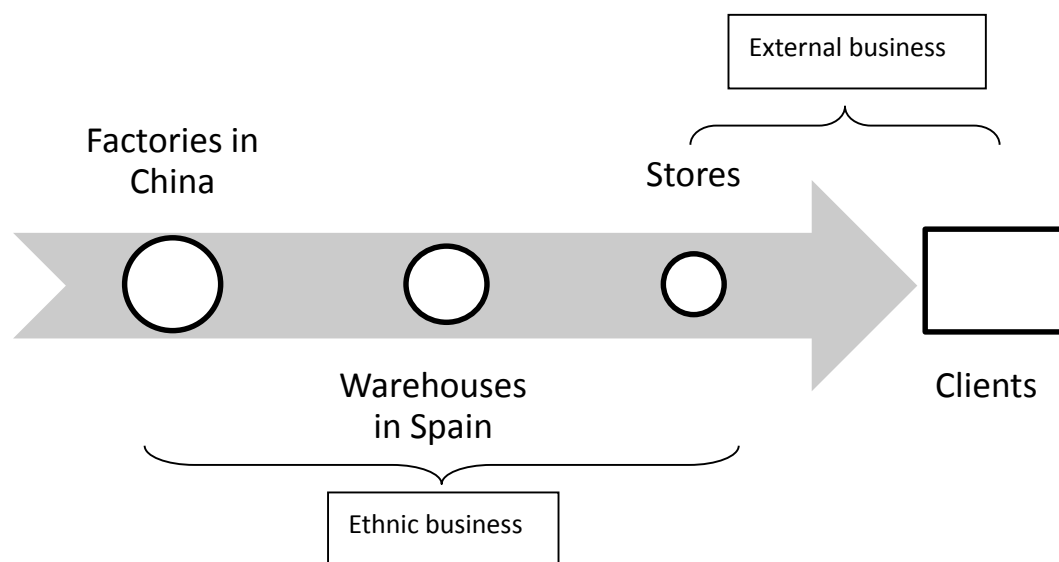 External business
Factories in
China
Stores
Warehouses
in Spain
Clients
Ethnic business